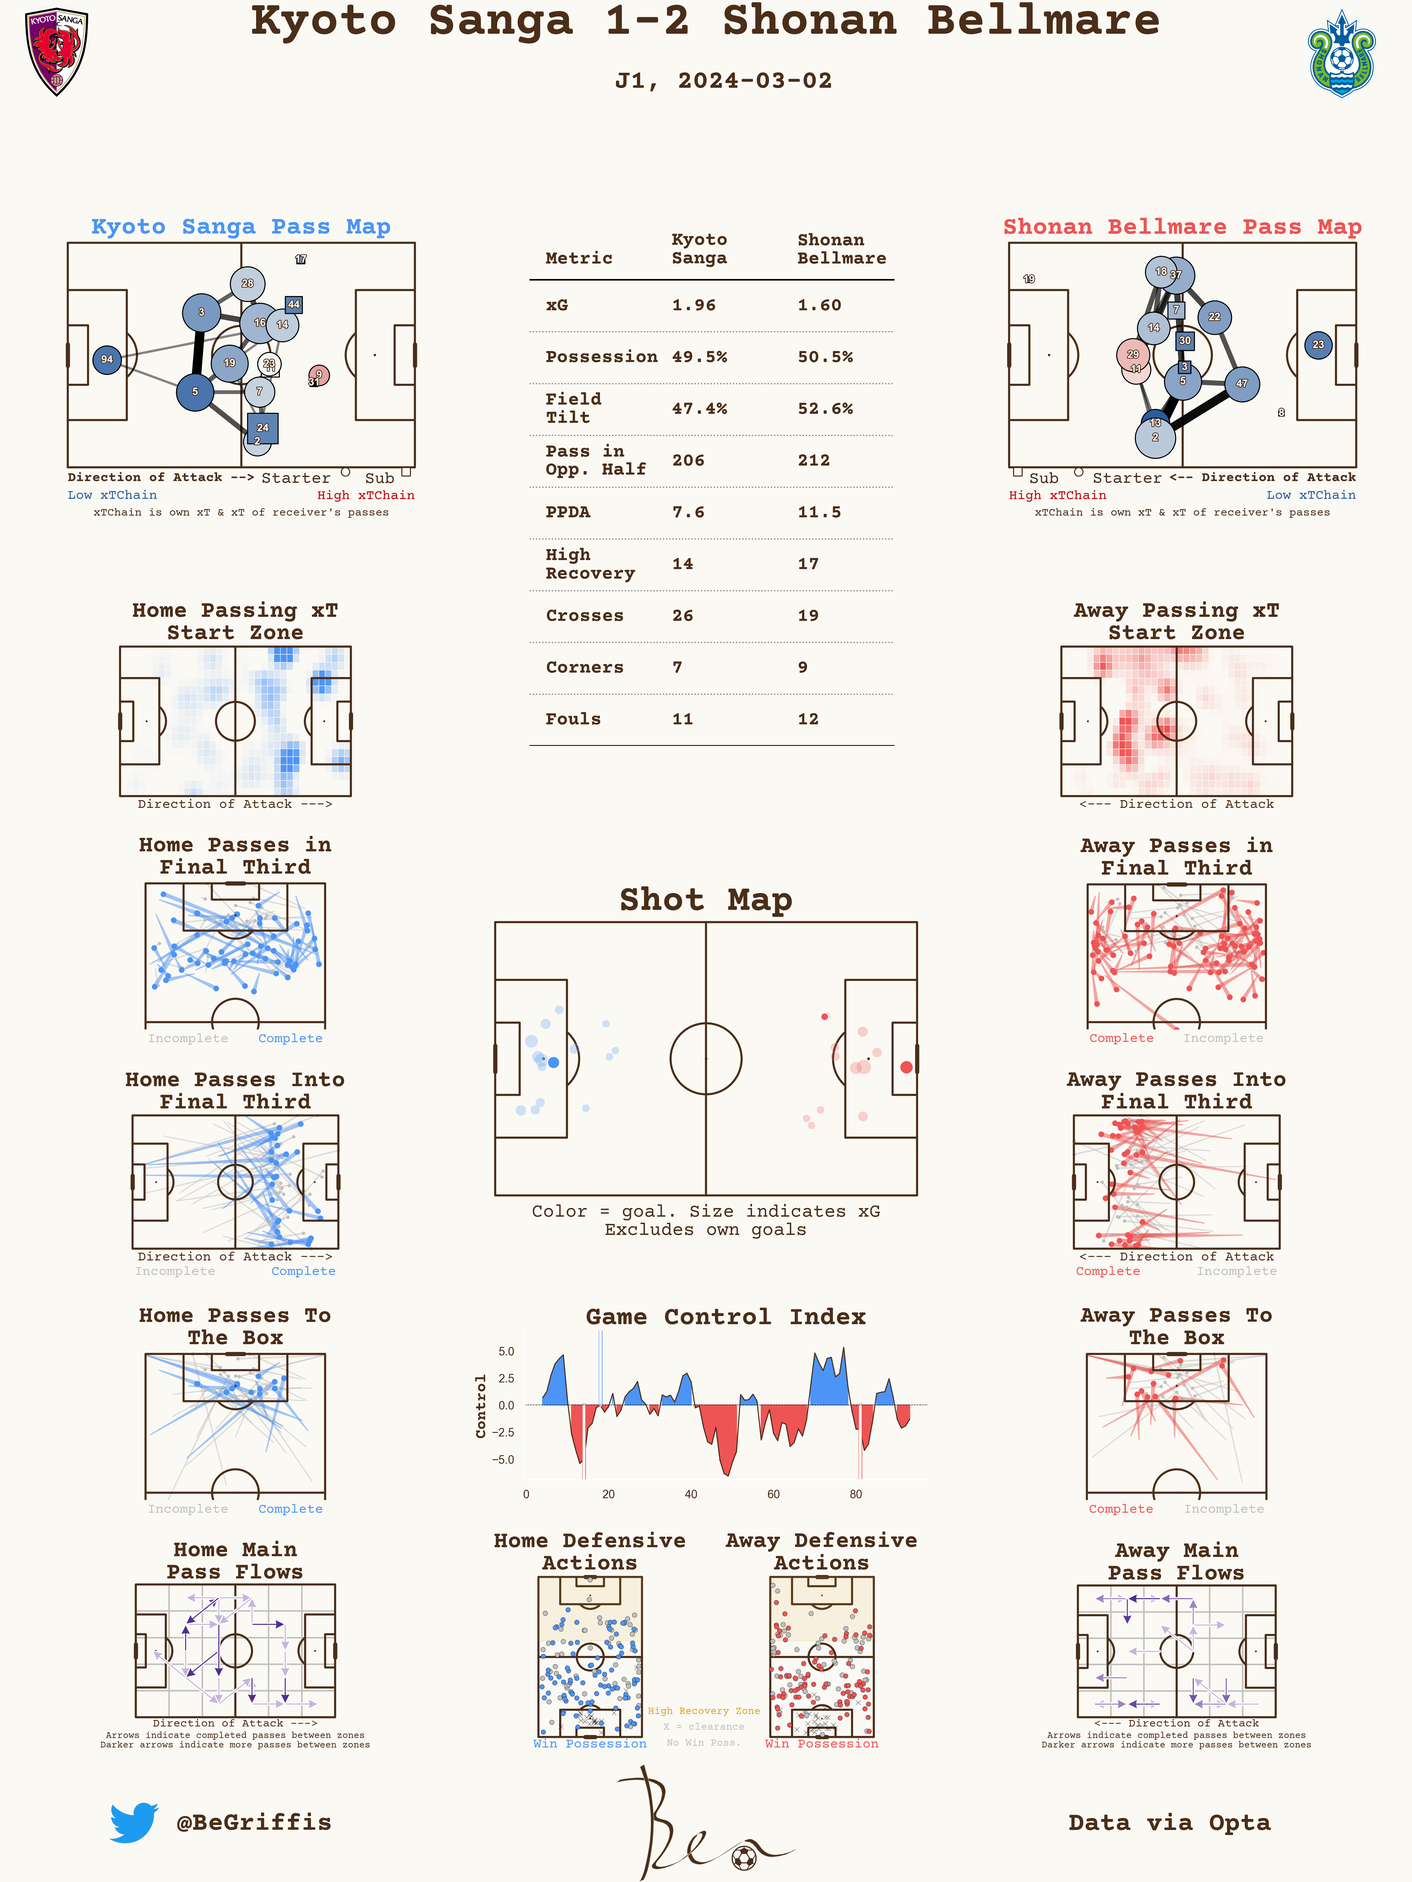 Kyoto Sanga 1-2 Shonan Bellmare
J1, 2024-03-02
KYOTO SANGA
Kyoto Sanga Pass Map
17
28
44
3
16
14
94
19
23
11
9
31
5
7
24
2
Direction of Attack --> Starter Sub
Low xTChain High xTChain
xTChain is own xT & xT of receiver's passes
Metric Kyoto Sanga Shonan Bellmare
xG 1.96 1.60
Possession 49.5% 50.5%
Field Tilt 47.4% 52.6%
Pass in Opp. Half 206 212
PPDA 7.6 11.5
High Recovery 14 17
Crosses 26 19
Corners 7 9
Fouls 11 12
Shonan Bellmare Pass Map
19
18
37
7
14
22
30
29
11
23
3
5
47
8
13
2
Sub Starter <-- Direction of Attack
High xTChain Low xTChain
xTChain is own xT & xT of receiver's passes
Home Passing xT
Start Zone
Direction of Attack --->
Away Passing xT
Start Zone
<--- Direction of Attack
Home Passes in
Final Third
Incomplete Complete
Away Passes in
Final Third
Complete Incomplete
Shot Map
Color = goal. Size indicates xG
Excludes own goals
Home Passes Into
Final Third
Direction of Attack --->
Incomplete Complete
Away Passes Into
Final Third
<--- Direction of Attack
Complete Incomplete
Home Passes To
The Box
Incomplete Complete
Game Control Index
Control
5.0
2.5
0.0
−2.5
−5.0
0 20 40 60 80
Away Passes To
The Box
Complete Incomplete
Home Main
Pass Flows
Direction of Attack --->
Arrows indicate completed passes between zones
Darker arrows indicate more passes between zones
Home Defensive
Actions
Win Possession
Away Defensive
Actions
Win Possession
High Recovery Zone
X = clearance
No Win Poss.
Away Main
Pass Flows
<--- Direction of Attack
Arrows indicate completed passes between zones
Darker arrows indicate more passes between zones
@BeGriffis
Ben
Data via Opta